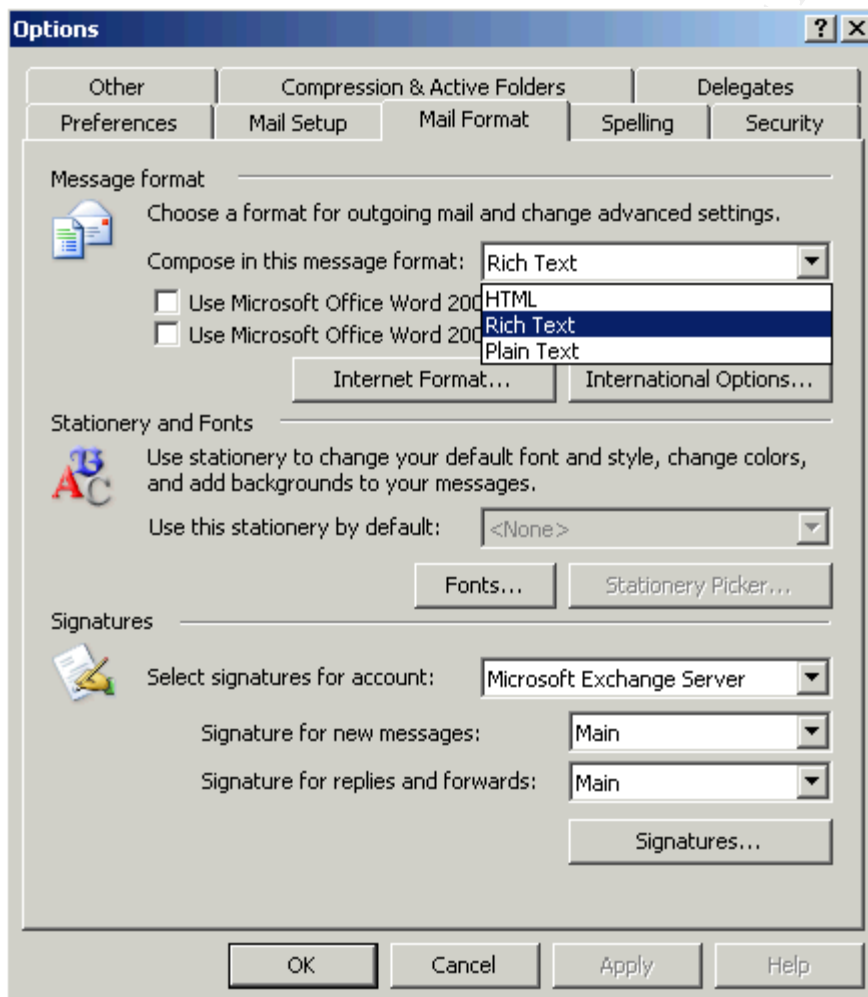 Options
Other Compression & Active Folders Delegates
Preferences Mail Setup Mail Format Spelling Security
Message format
Choose a format for outgoing mail and change advanced settings.
Compose in this message format: Rich Text
Use Microsoft Office Word 200
HTML
Rich Text
Use Microsoft Office Word 200
Plain Text
Internet Format... International Options...
Stationery and Fonts
Use stationery to change your default font and style, change colors,
and add backgrounds to your messages.
Use this stationery by default: <None>
Fonts... Stationery Picker...
Signatures
Select signatures for account: Microsoft Exchange Server
Signature for new messages: Main
Signature for replies and forwards: Main
Signatures...
OK Cancel Apply Help